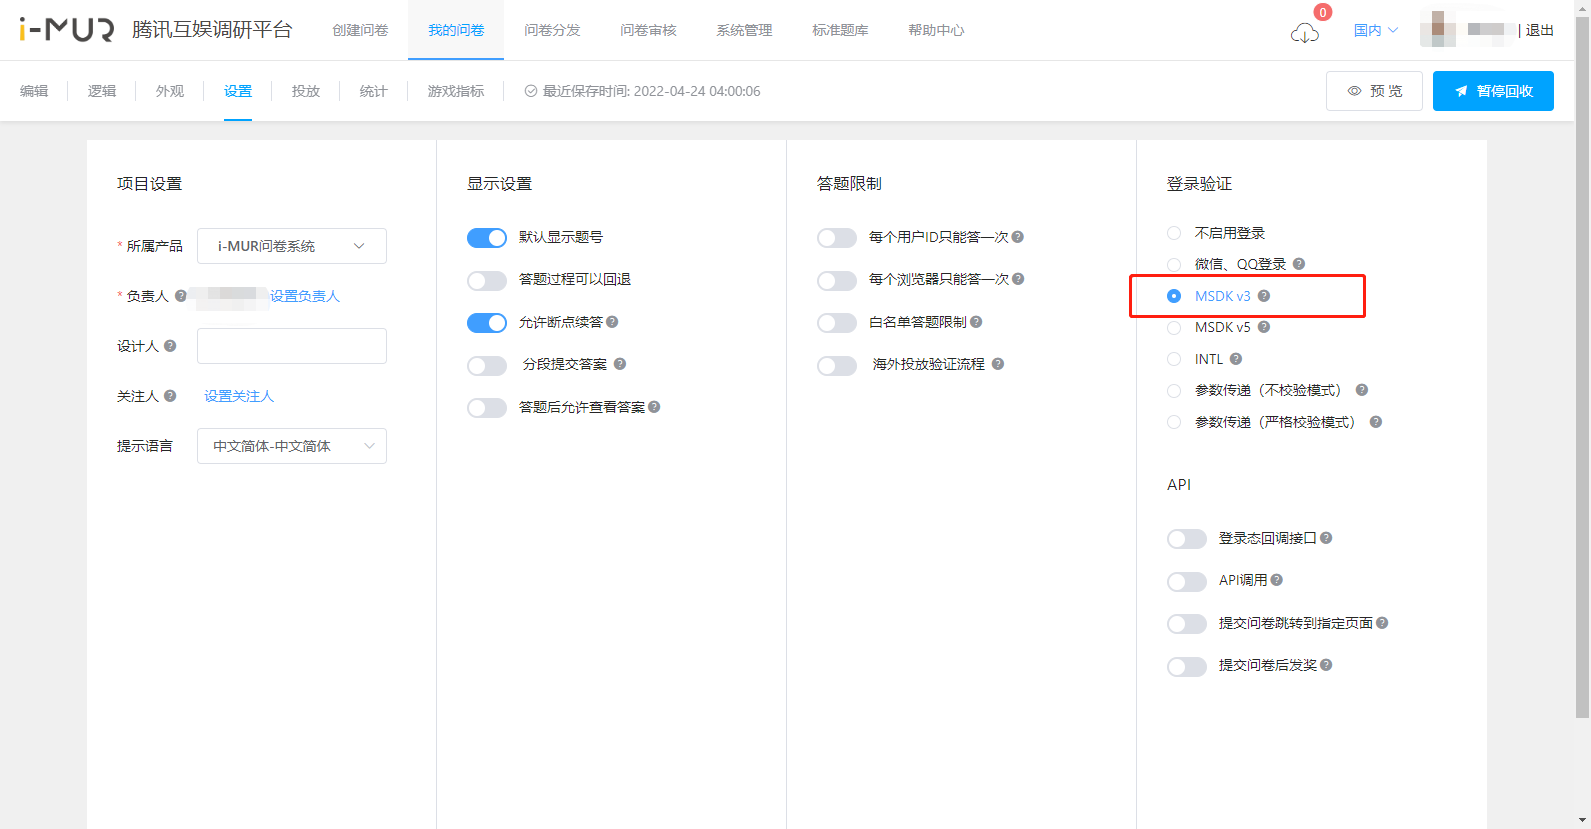 i-MUR 腾讯互娱调研平台 创建问卷 我的问卷 问卷分发 问卷审核 系统管理 标准题库 帮助中心 0 国内 | 退出
编辑 逻辑 外观 设置 投放 统计 游戏指标 最近保存时间: 2022-04-24 04:00:06 预 览 暂停回收
项目设置
* 所属产品 i-MUR问卷系统
* 负责人 设置负责人
设计人
关注人 设置关注人
提示语言 中文简体-中文简体
显示设置
默认显示题号
答题过程可以回退
允许断点续答
分段提交答案
答题后允许查看答案
答题限制
每个用户ID只能答一次
每个浏览器只能答一次
白名单答题限制
海外投放验证流程
登录验证
不启用登录
微信、QQ登录
MSDK v3
MSDK v5
INTL
参数传递（不校验模式）
参数传递（严格校验模式）
API
登录态回调接口
API调用
提交问卷跳转到指定页面
提交问卷后发奖